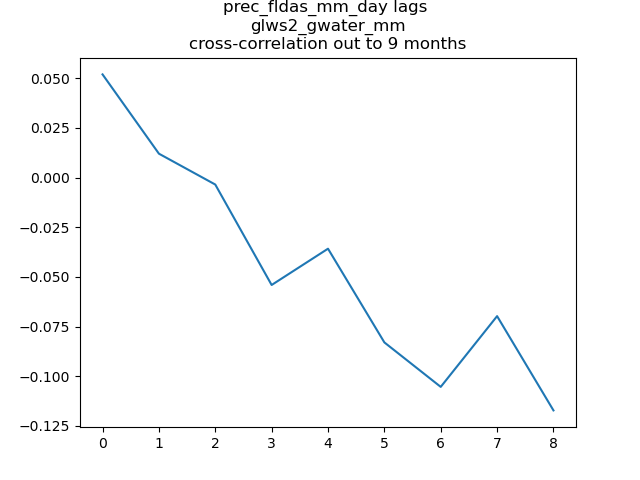 prec_fldas_mm_day lags
glws2_gwater_mm
cross-correlation out to 9 months
0.050
0.025
0.000
−0.025
−0.050
−0.075
−0.100
−0.125
0 1 2 3 4 5 6 7 8